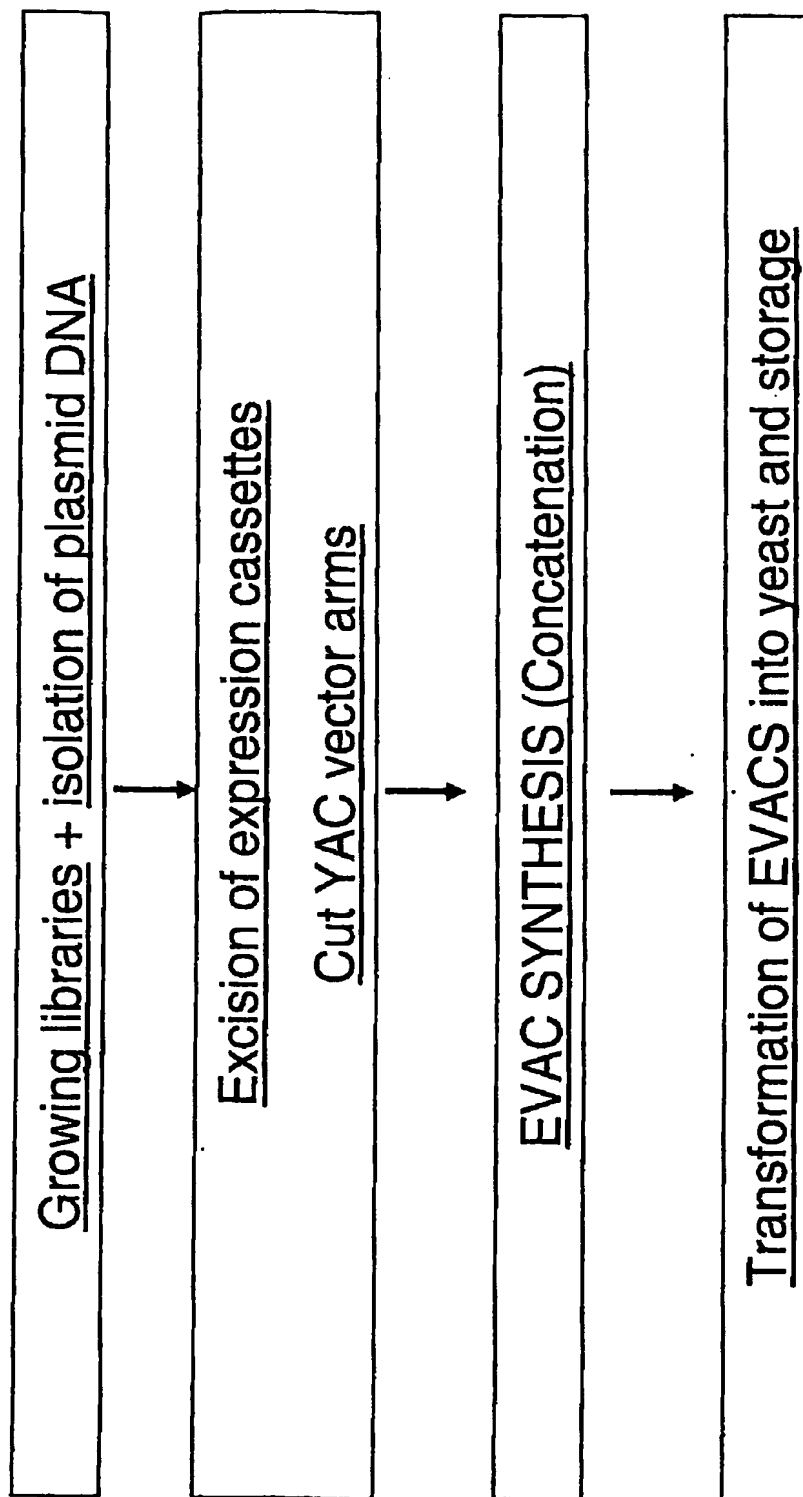 Growing libraries + isolation of plasmid DNA
Excision of expression cassettes
Cut YAC vector arms
EVAC SYNTHESIS (Concatenation)
Transformation of EVACS into yeast and storage